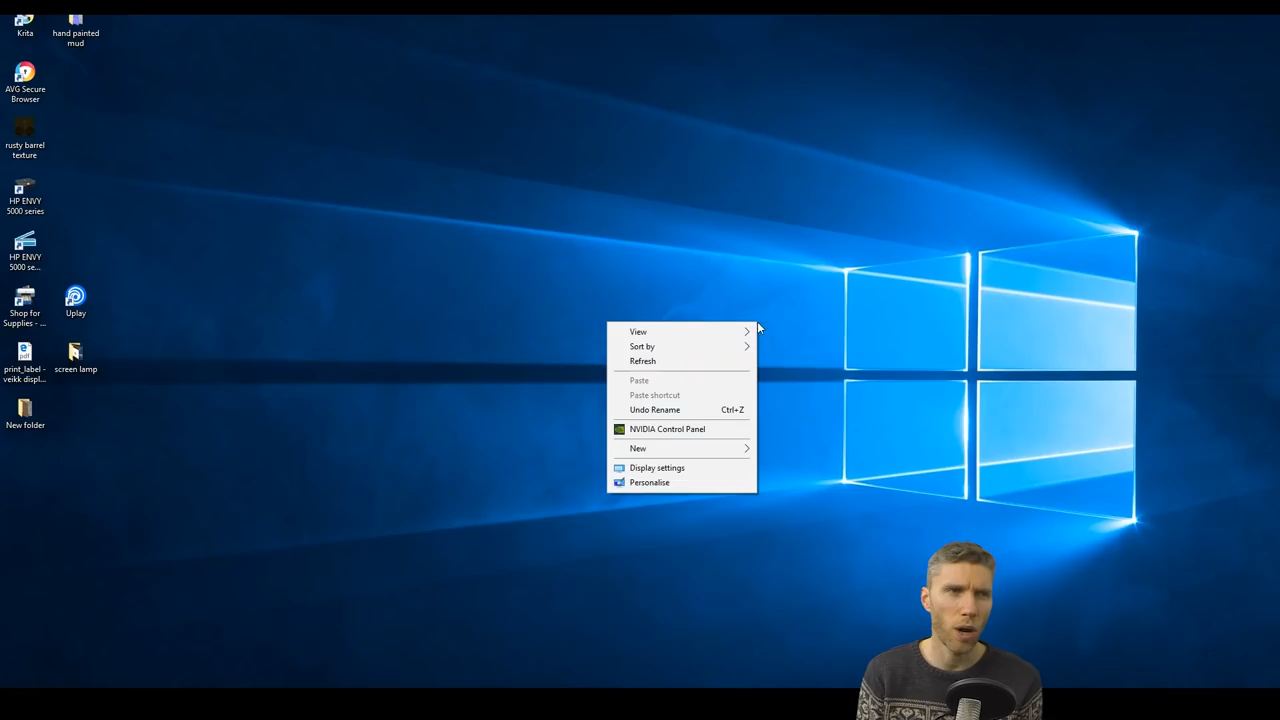 Krita
hand painted
mud
AVG Secure
Browser
rusty barrel
texture
HP ENVY
5000 series
HP ENVY
5000 se...
Shop for
Supplies - ...
Uplay
print_label -
veikk displ...
screen lamp
New folder
View
Sort by
Refresh
Paste
Paste shortcut
Undo Rename Ctrl+Z
NVIDIA Control Panel
New
Display settings
Personalise